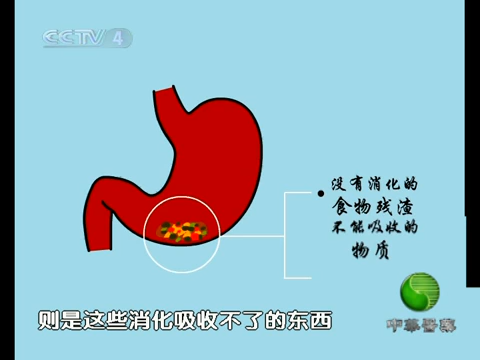 CCTV 4
没有消化的
食物残渣
不能吸收的
物质
则是这些消化吸收不了的东西
中华医药